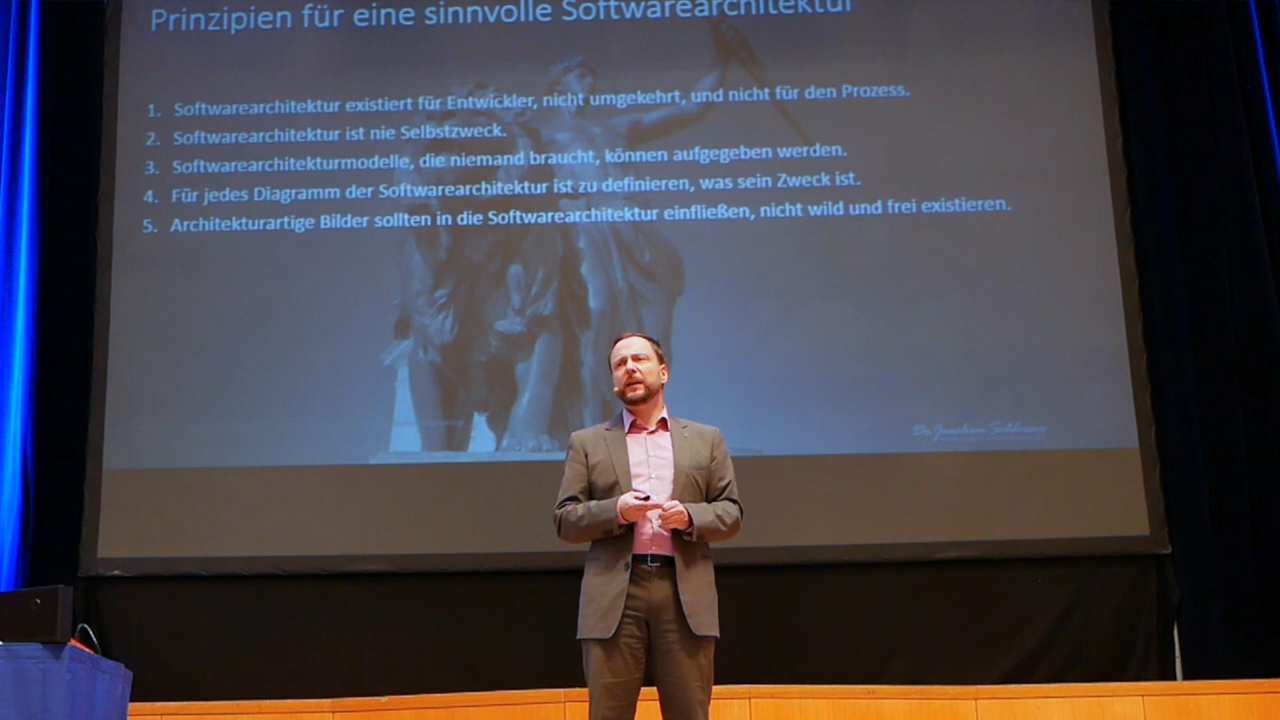 Prinzipien für eine sinnvolle Softwarearchitektur
1. Softwarearchitektur existiert für Entwickler, nicht umgekehrt, und nicht für den Prozess.
2. Softwarearchitektur ist nie Selbstzweck.
3. Softwarearchitekturmodelle, die niemand braucht, können aufgegeben werden.
4. Für jedes Diagramm der Softwarearchitektur ist zu definieren, was sein Zweck ist.
5. Architekturartige Bilder sollten in die Softwarearchitektur einfließen, nicht wild und frei existieren.